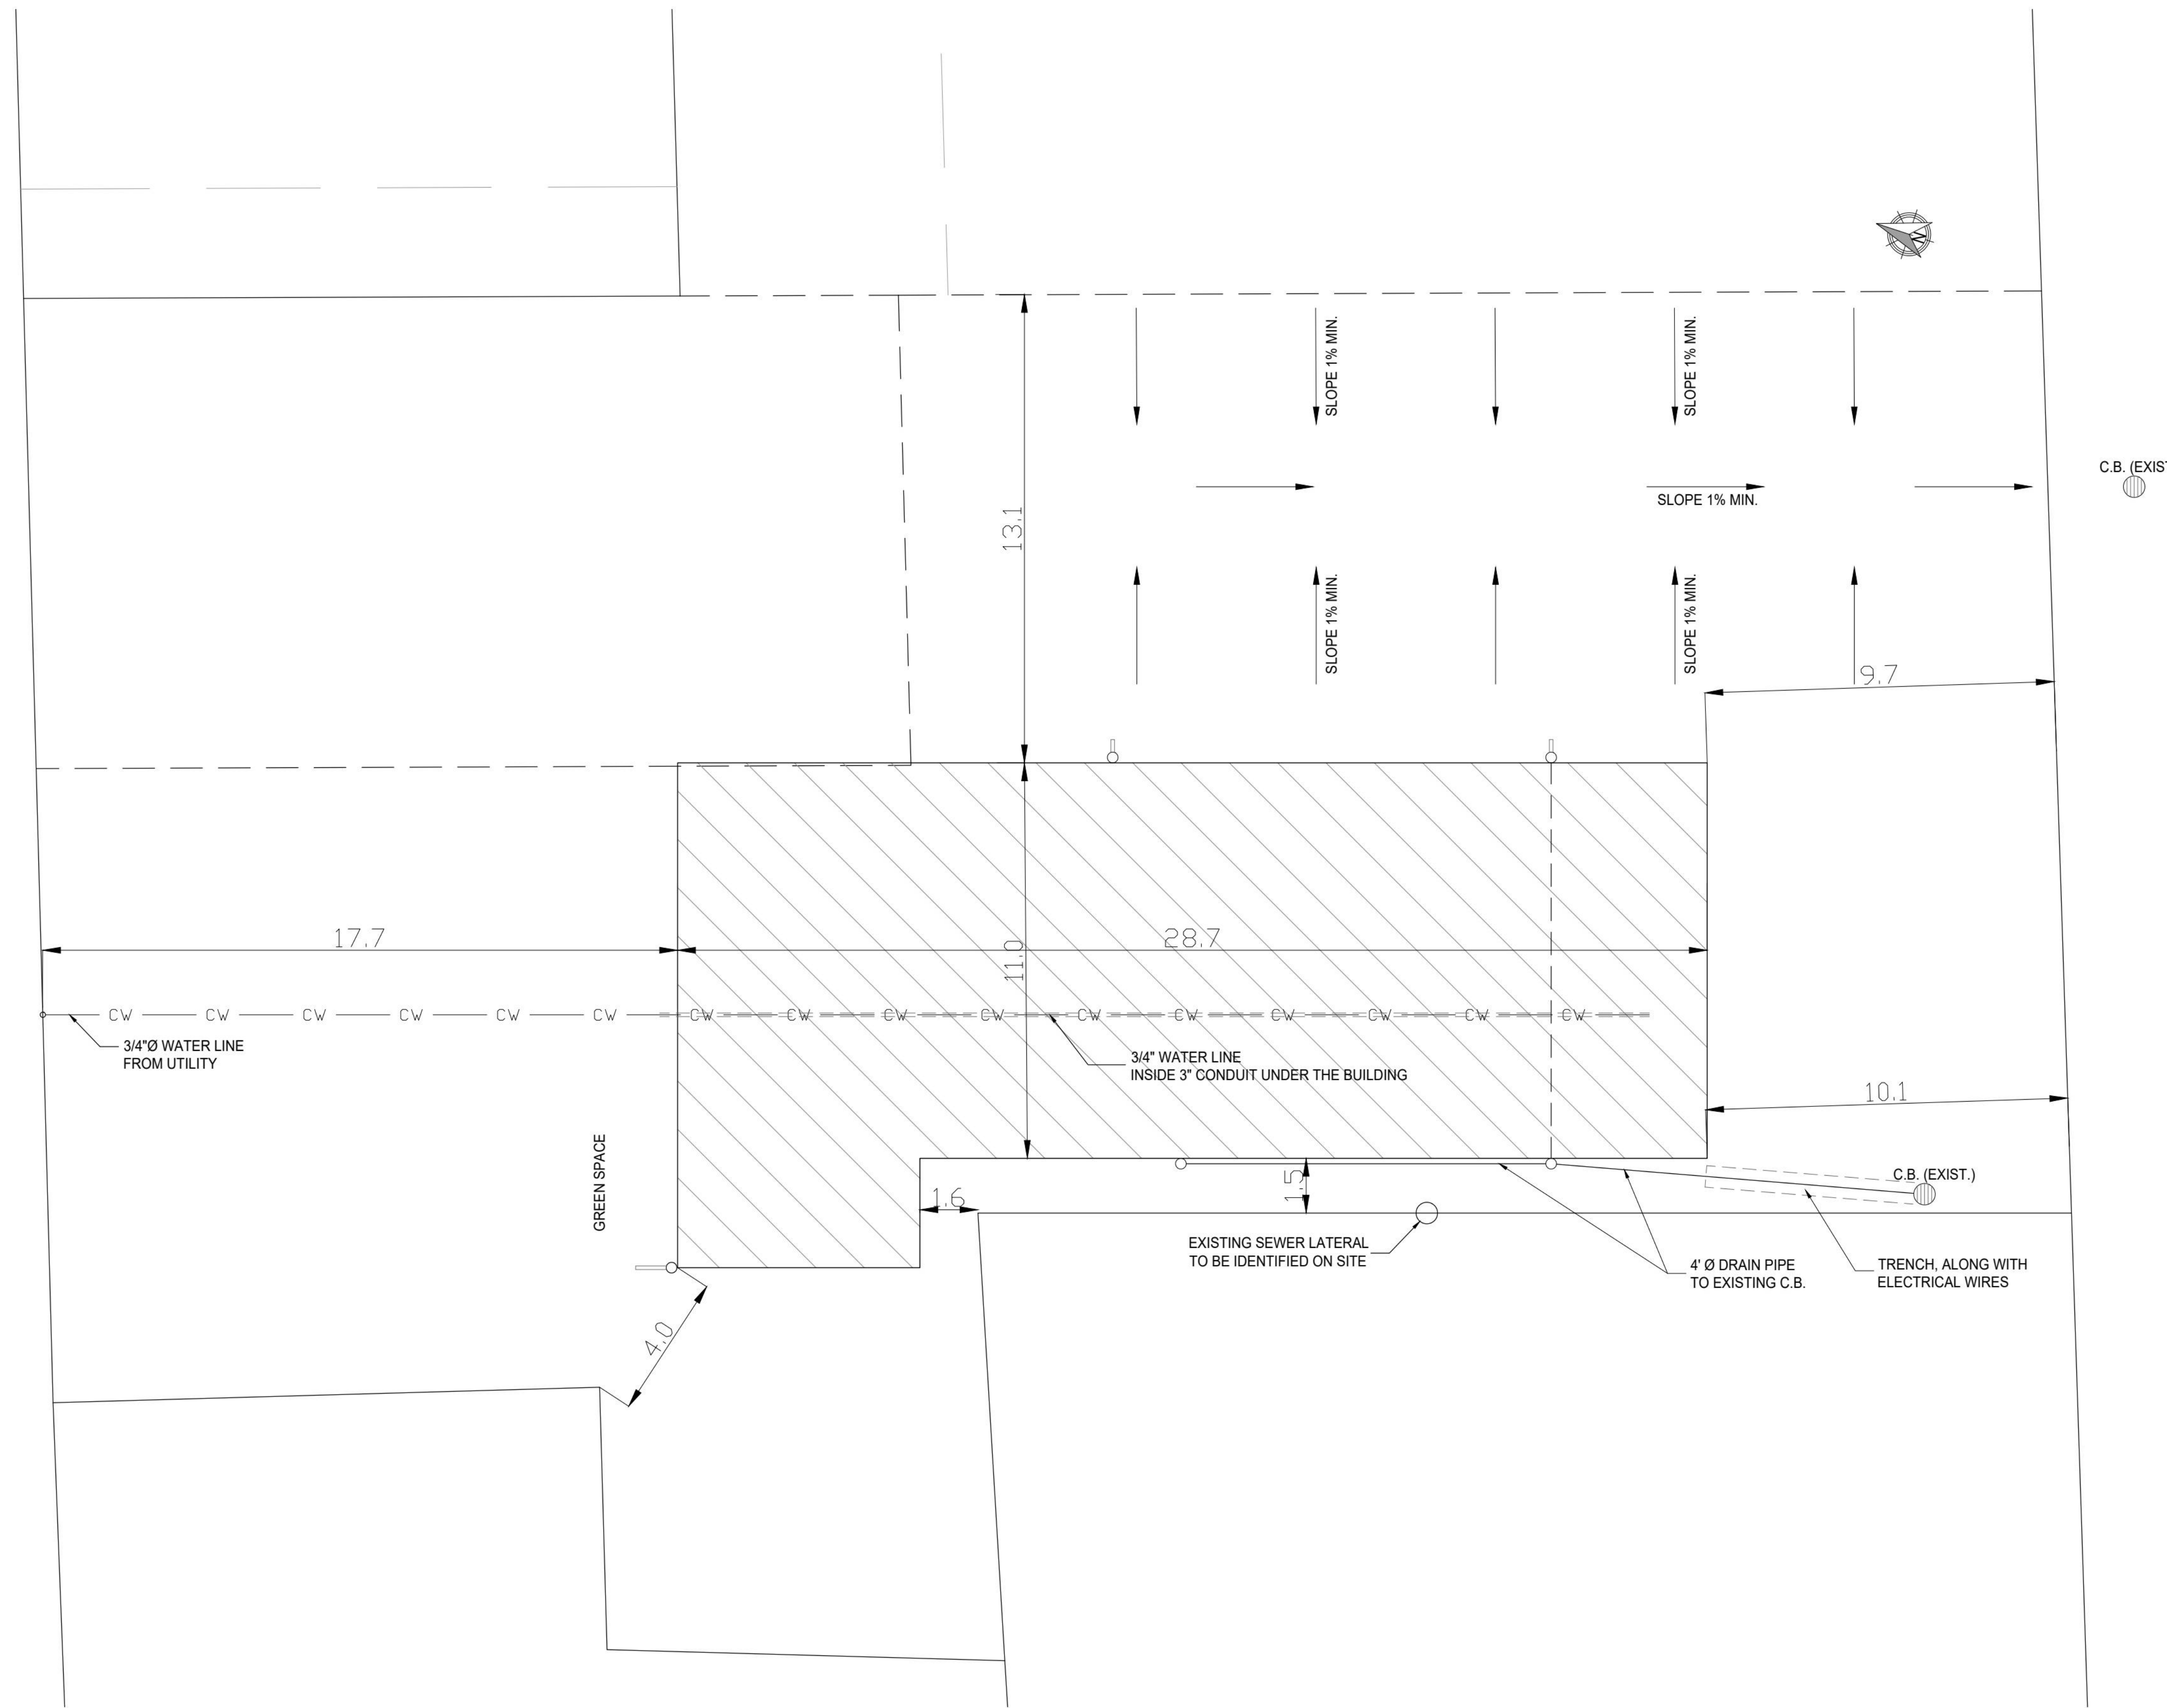 N
SLOPE 1% MIN.
SLOPE 1% MIN.
C.B. (EXIS
SLOPE 1% MIN.
13.1
SLOPE 1% MIN.
SLOPE 1% MIN.
9.7
17.7
28.7
11.0
CW CW CW CW CW CW CW CW CW CW CW CW CW CW CW CW
3/4"Ø WATER LINE
FROM UTILITY
3/4" WATER LINE
INSIDE 3" CONDUIT UNDER THE BUILDING
10.1
GREEN SPACE
1.6
1.5
C.B. (EXIST.)
EXISTING SEWER LATERAL
TO BE IDENTIFIED ON SITE
4' Ø DRAIN PIPE
TO EXISTING C.B.
TRENCH, ALONG WITH
ELECTRICAL WIRES
4.0